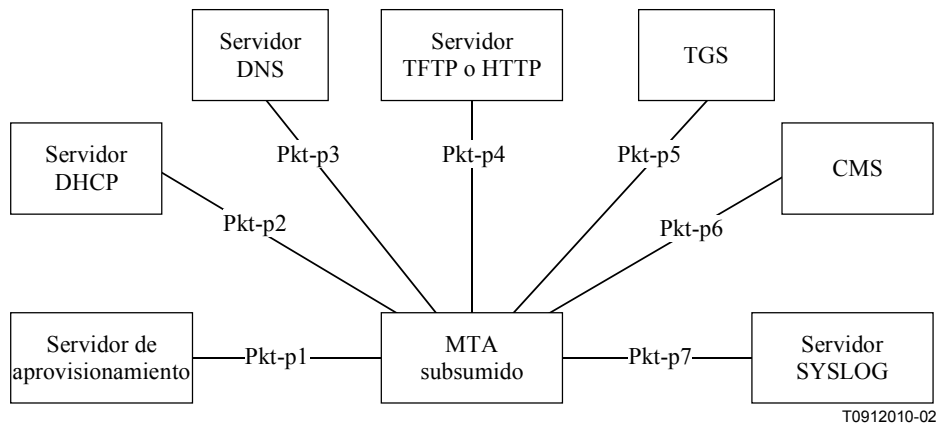 Servidor
DNS
Servidor
TFTP o HTTP
TGS
Servidor
DHCP
Pkt-p3
Pkt-p4
Pkt-p5
CMS
Pkt-p2
Pkt-p6
Servidor de
aprovisionamiento
Pkt-p1
MTA
subsumido
Pkt-p7
Servidor
SYSLOG
T0912010-02